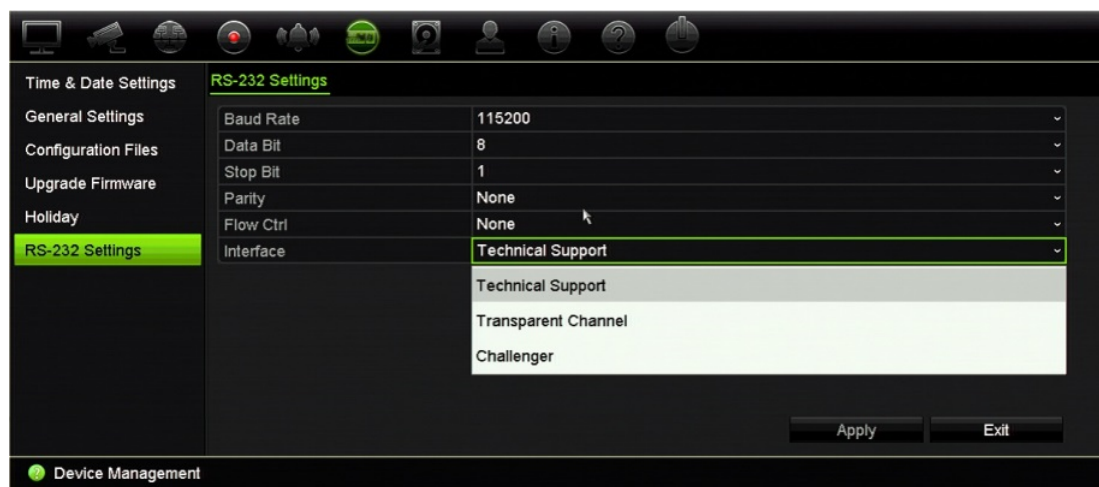 Time & Date Settings
General Settings
Configuration Files
Upgrade Firmware
Holiday
RS-232 Settings
RS-232 Settings
Baud Rate 115200
Data Bit 8
Stop Bit 1
Parity None
Flow Ctrl None
Interface Technical Support
Technical Support
Transparent Channel
Challenger
Apply Exit
Device Management